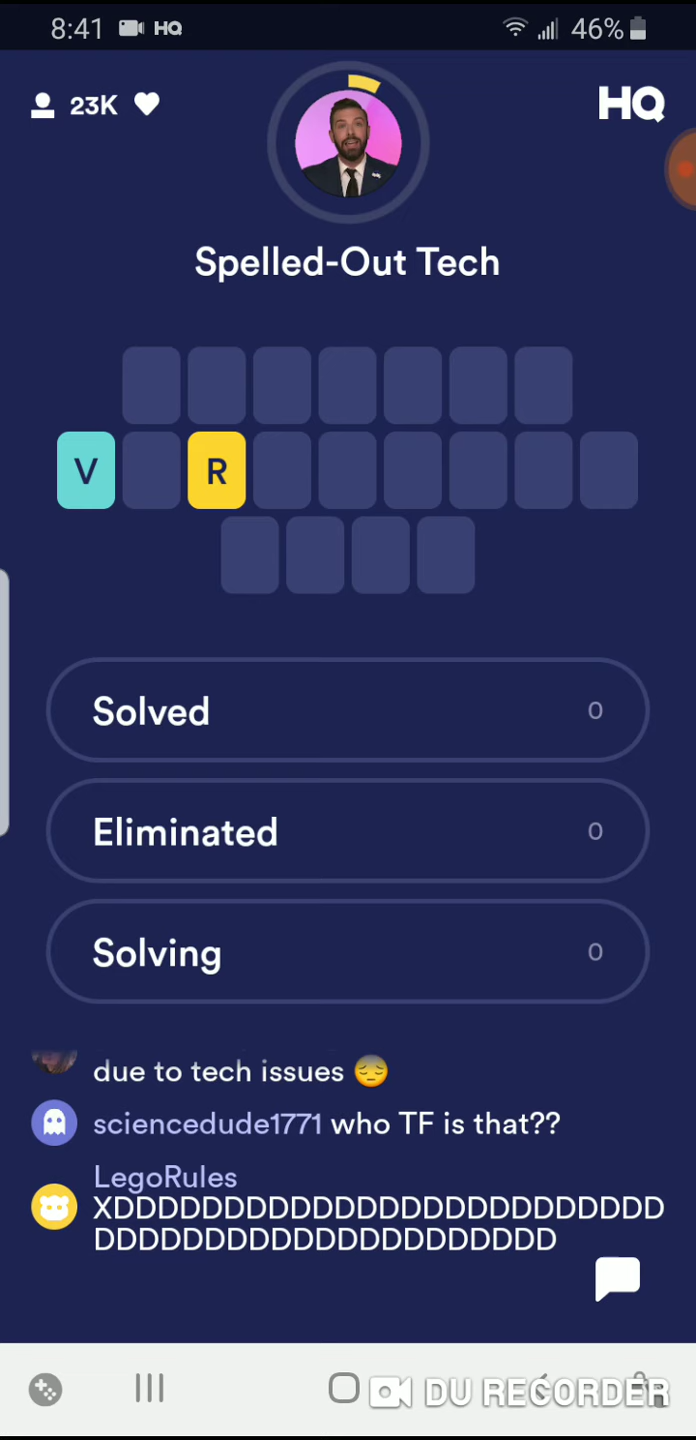 8:41 HQ 46%
23K HQ
Spelled-Out Tech
V R
Solved 0
Eliminated 0
Solving 0
due to tech issues 😔
sciencedude1771 who TF is that??
LegoRules
XDDDDDDDDDDDDDDDDDDDDDDDDD
DDDDDDDDDDDDDDDDDDDDD
DU RECORDER